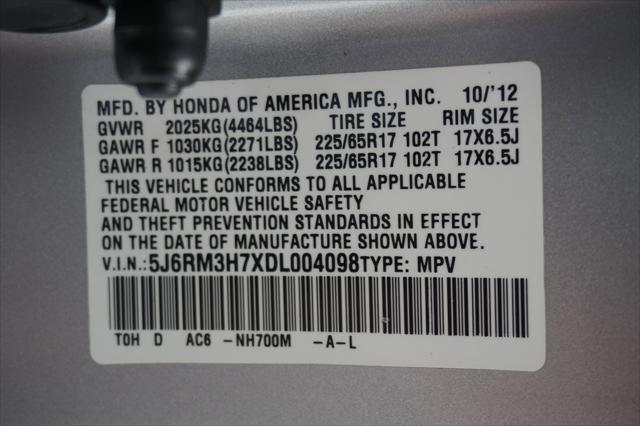 MFD. BY HONDA OF AMERICA MFG., INC. 10/'12
GVWR 2025KG(4464LBS) TIRE SIZE RIM SIZE
GAWR F 1030KG(2271LBS) 225/65R17 102T 17X6.5J
GAWR R 1015KG(2238LBS) 225/65R17 102T 17X6.5J
THIS VEHICLE CONFORMS TO ALL APPLICABLE
FEDERAL MOTOR VEHICLE SAFETY
AND THEFT PREVENTION STANDARDS IN EFFECT
ON THE DATE OF MANUFACTURE SHOWN ABOVE.
V.I.N.:5J6RM3H7XDL004098TYPE: MPV
TOH D AC6 -NH700M -A-L